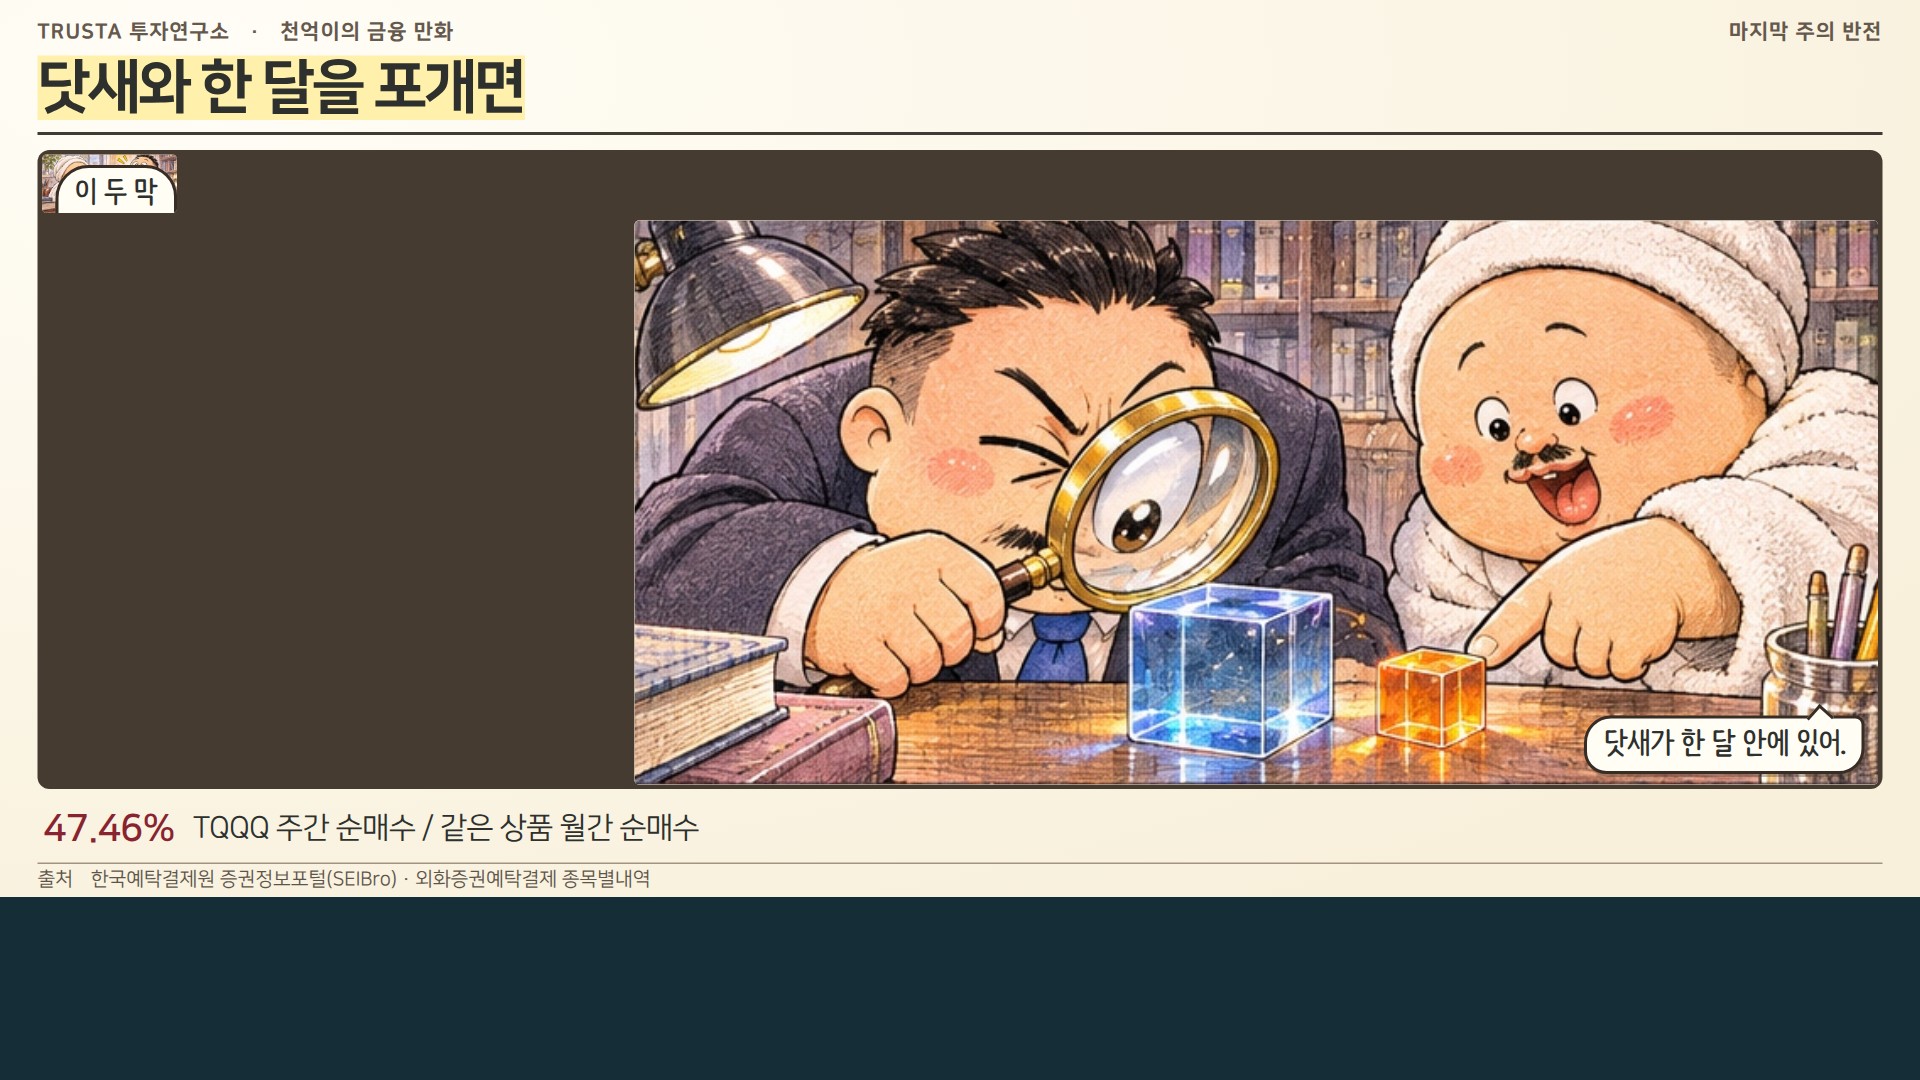 TRUSTA 투자연구소 · 천억이의 금융 만화
마지막 주의 반전
닷새와 한 달을 포개면
이 두 막
닷새가 한 달 안에 있어.
47.46% TQQQ 주간 순매수 / 같은 상품 월간 순매수
출처 한국예탁결제원 증권정보포털(SEIBro) · 외화증권예탁결제 종목별내역